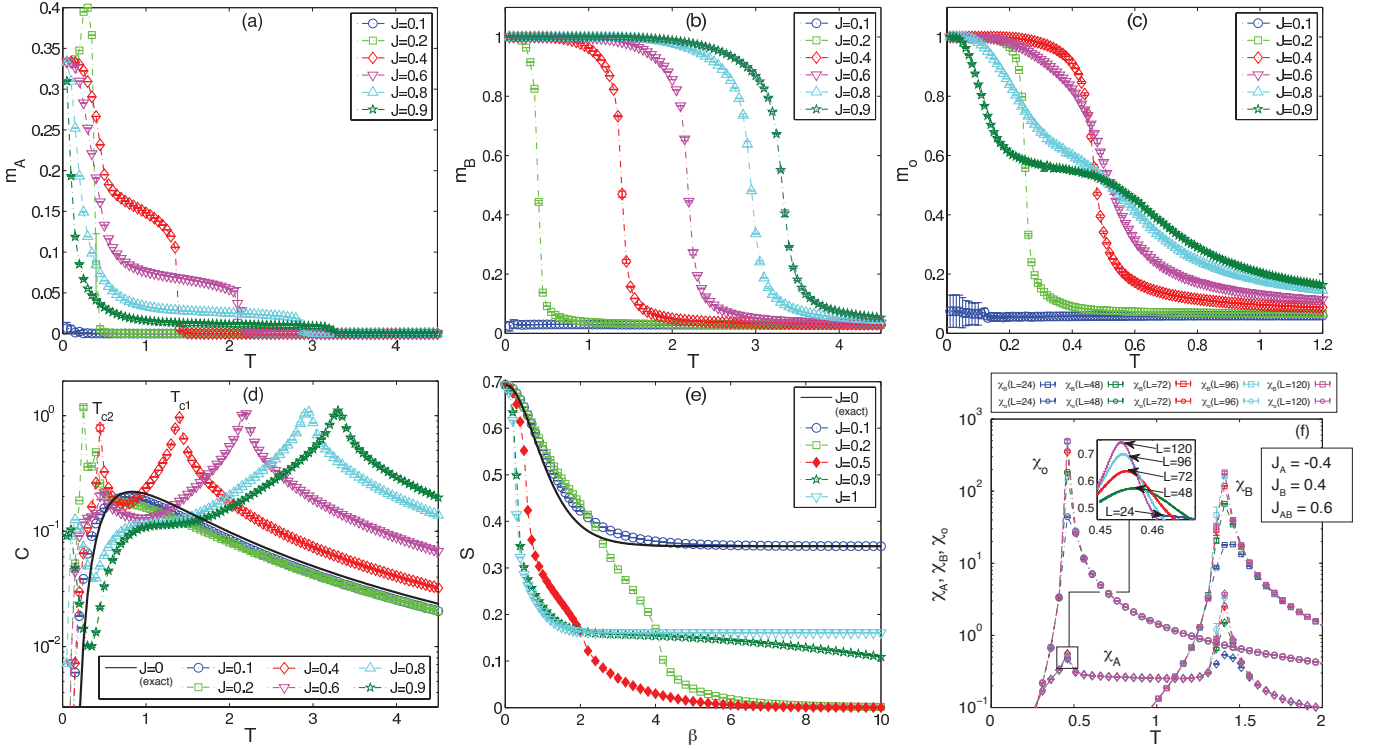 (a)
J=0.1
J=0.2
J=0.4
J=0.6
J=0.8
J=0.9
0.4
0.35
0.3
0.25
0.2
0.15
0.1
0.05
0
m_A
0 1 2 3 4
T
(b)
J=0.1
J=0.2
J=0.4
J=0.6
J=0.8
J=0.9
1
0.8
0.6
0.4
0.2
0
m_B
0 1 2 3 4
T
(c)
J=0.1
J=0.2
J=0.4
J=0.6
J=0.8
J=0.9
1
0.8
0.6
0.4
0.2
0
m_o
0 0.2 0.4 0.6 0.8 1.0 1.2
T
(d)
T_c2 T_c1
10^0
10^-1
10^-2
C
J=0 J=0.1 J=0.4 J=0.8
(exact) J=0.2 J=0.6 J=0.9
0 1 2 3 4
T
(e)
J=0
(exact)
J=0.1
J=0.2
J=0.5
J=0.9
J=1
0.7
0.6
0.5
0.4
0.3
0.2
0.1
0
S
0 2 4 6 8 10
β
χ_B(L=24) χ_B(L=48) χ_B(L=72) χ_B(L=96) χ_B(L=120)
χ_o(L=24) χ_o(L=48) χ_o(L=72) χ_o(L=96) χ_o(L=120)
(f)
10^3
10^2
10^1
10^0
10^-1
χ_A, χ_B, χ_o
χ_o
χ_B
χ_A
0.7
0.6
0.5
0.45 0.46
L=120
L=96
L=72
L=48
L=24
J_A = -0.4
J_B = 0.4
J_AB = 0.6
0 0.5 1 1.5 2
T